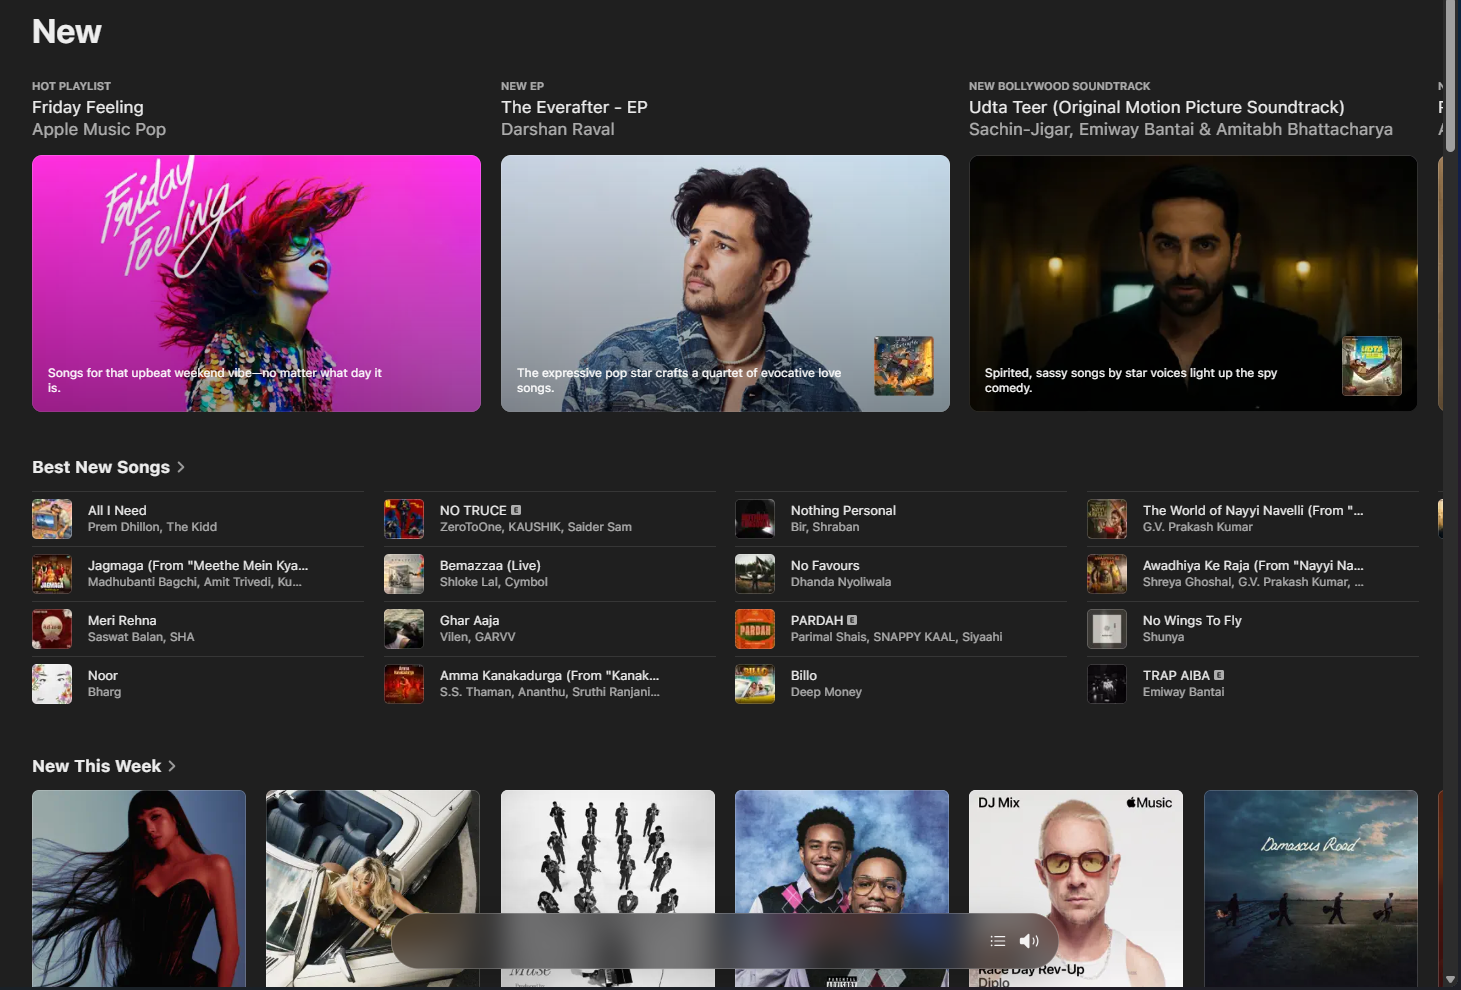 New
HOT PLAYLIST
Friday Feeling
Apple Music Pop
Friday
Feeling
Songs for that upbeat weekend vibe—no matter what day it
is.
NEW EP
The Everafter - EP
Darshan Raval
The expressive pop star crafts a quartet of evocative love
songs.
NEW BOLLYWOOD SOUNDTRACK
Udta Teer (Original Motion Picture Soundtrack)
Sachin-Jigar, Emiway Bantai & Amitabh Bhattacharya
Spirited, sassy songs by star voices light up the spy
comedy.
UDTA
Best New Songs
All I Need
Prem Dhillon, The Kidd
Jagmaga (From "Meethe Mein Kya...
Madhubanti Bagchi, Amit Trivedi, Ku...
JAGMAGA
Meri Rehna
Saswat Balan, SHA
Noor
Bharg
NO TRUCE E
ZeroToOne, KAUSHIK, Saider Sam
Bemazzaa (Live)
Shloke Lal, Cymbol
Ghar Aaja
Vilen, GARVV
Amma Kanakadurga (From "Kanak...
S.S. Thaman, Ananthu, Sruthi Ranjani...
Nothing Personal
Bir, Shraban
No Favours
Dhanda Nyoliwala
PARDAH E
Parimal Shais, SNAPPY KAAL, Siyaahi
PARDAH
Billo
Deep Money
BILLO
The World of Nayyi Navelli (From "...
G.V. Prakash Kumar
Awadhiya Ke Raja (From "Nayyi Na...
Shreya Ghoshal, G.V. Prakash Kumar, ...
No Wings To Fly
Shunya
TRAP AIBA E
Emiway Bantai
New This Week
Muse
DJ Mix
Music
Race Day Rev-Up
Diplo
Damascus Road